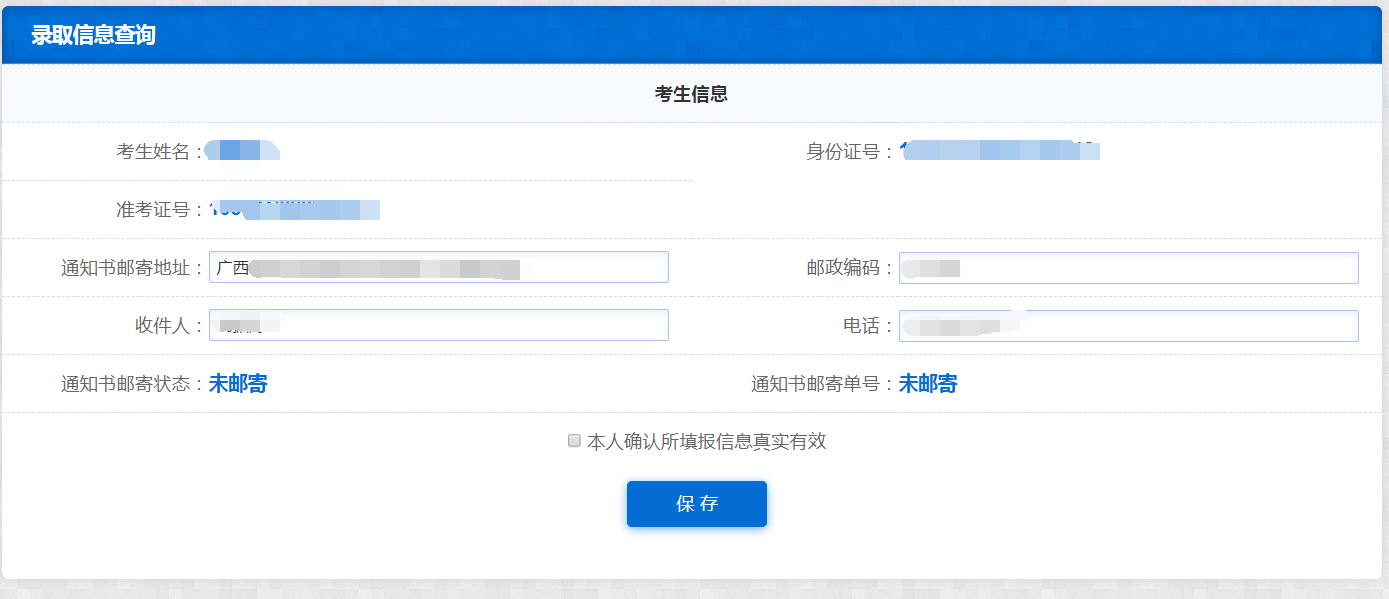 录取信息查询
考生信息
考生姓名：
身份证号：
准考证号：
通知书邮寄地址： 广西
邮政编码：
收件人：
电话：
通知书邮寄状态： 未邮寄
通知书邮寄单号： 未邮寄
本人确认所填报信息真实有效
保 存